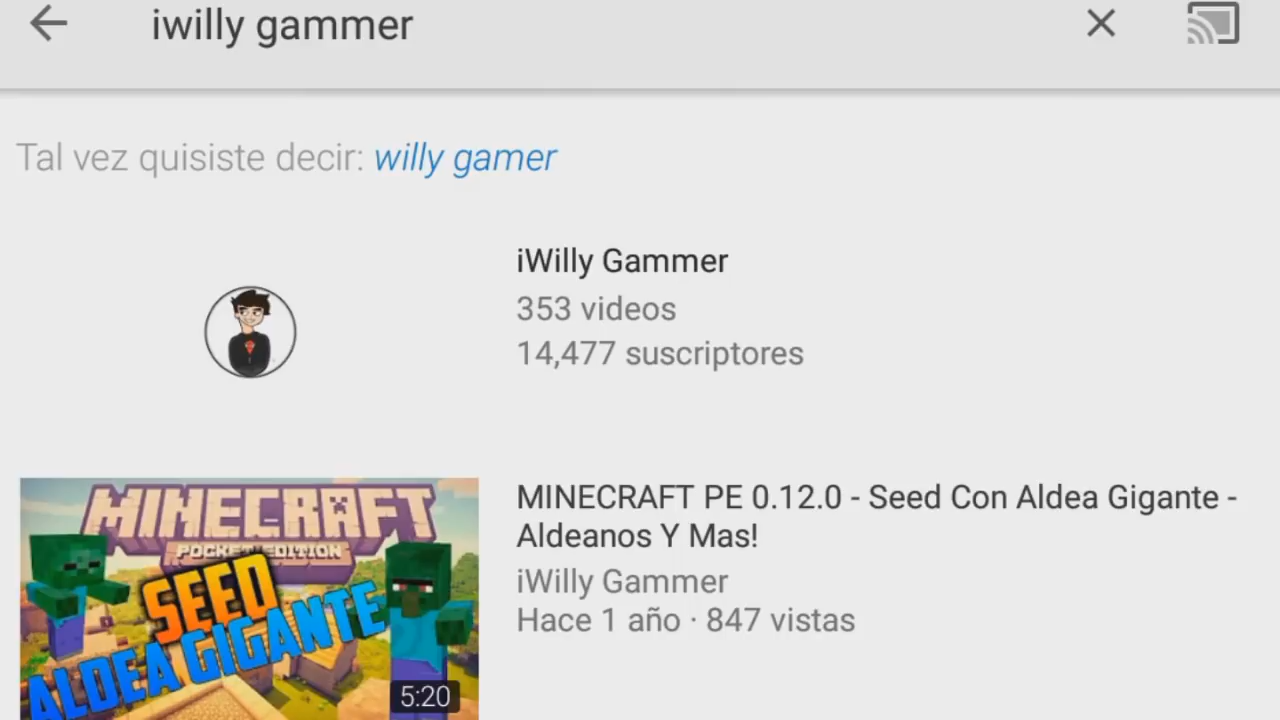 iwilly gammer
Tal vez quisiste decir: willy gamer
iWilly Gammer
353 videos
14,477 suscriptores
MINECRAFT
POCKET EDITION
SEED
ALDEA GIGANTE
5:20
MINECRAFT PE 0.12.0 - Seed Con Aldea Gigante -
Aldeanos Y Mas!
iWilly Gammer
Hace 1 año · 847 vistas